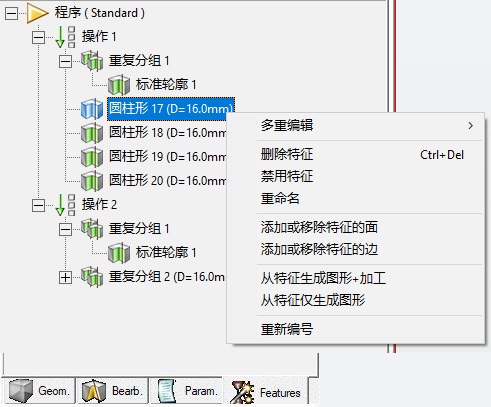 程序 ( Standard )
操作 1
重复分组 1
标准轮廓 1
圆柱形 17 (D=16.0mm)
圆柱形 18 (D=16.0mm
圆柱形 19 (D=16.0mm
圆柱形 20 (D=16.0mm
操作 2
重复分组 1
标准轮廓 1
重复分组 2 (D=16.0m
多重编辑
删除特征 Ctrl+Del
禁用特征
重命名
添加或移除特征的面
添加或移除特征的边
从特征生成图形+加工
从特征仅生成图形
重新编号
Geom. Bearb. Param. Features